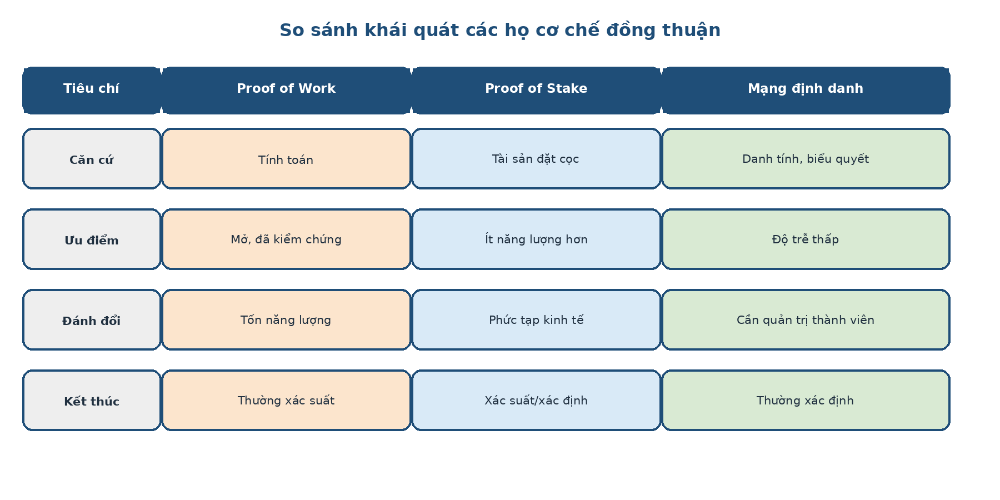 So sánh khái quát các họ cơ chế đồng thuận
Tiêu chí Proof of Work Proof of Stake Mạng định danh
Căn cứ Tính toán Tài sản đặt cọc Danh tính, biểu quyết
Ưu điểm Mở, đã kiểm chứng Ít năng lượng hơn Độ trễ thấp
Đánh đổi Tốn năng lượng Phức tạp kinh tế Cần quản trị thành viên
Kết thúc Thường xác suất Xác suất/xác định Thường xác định